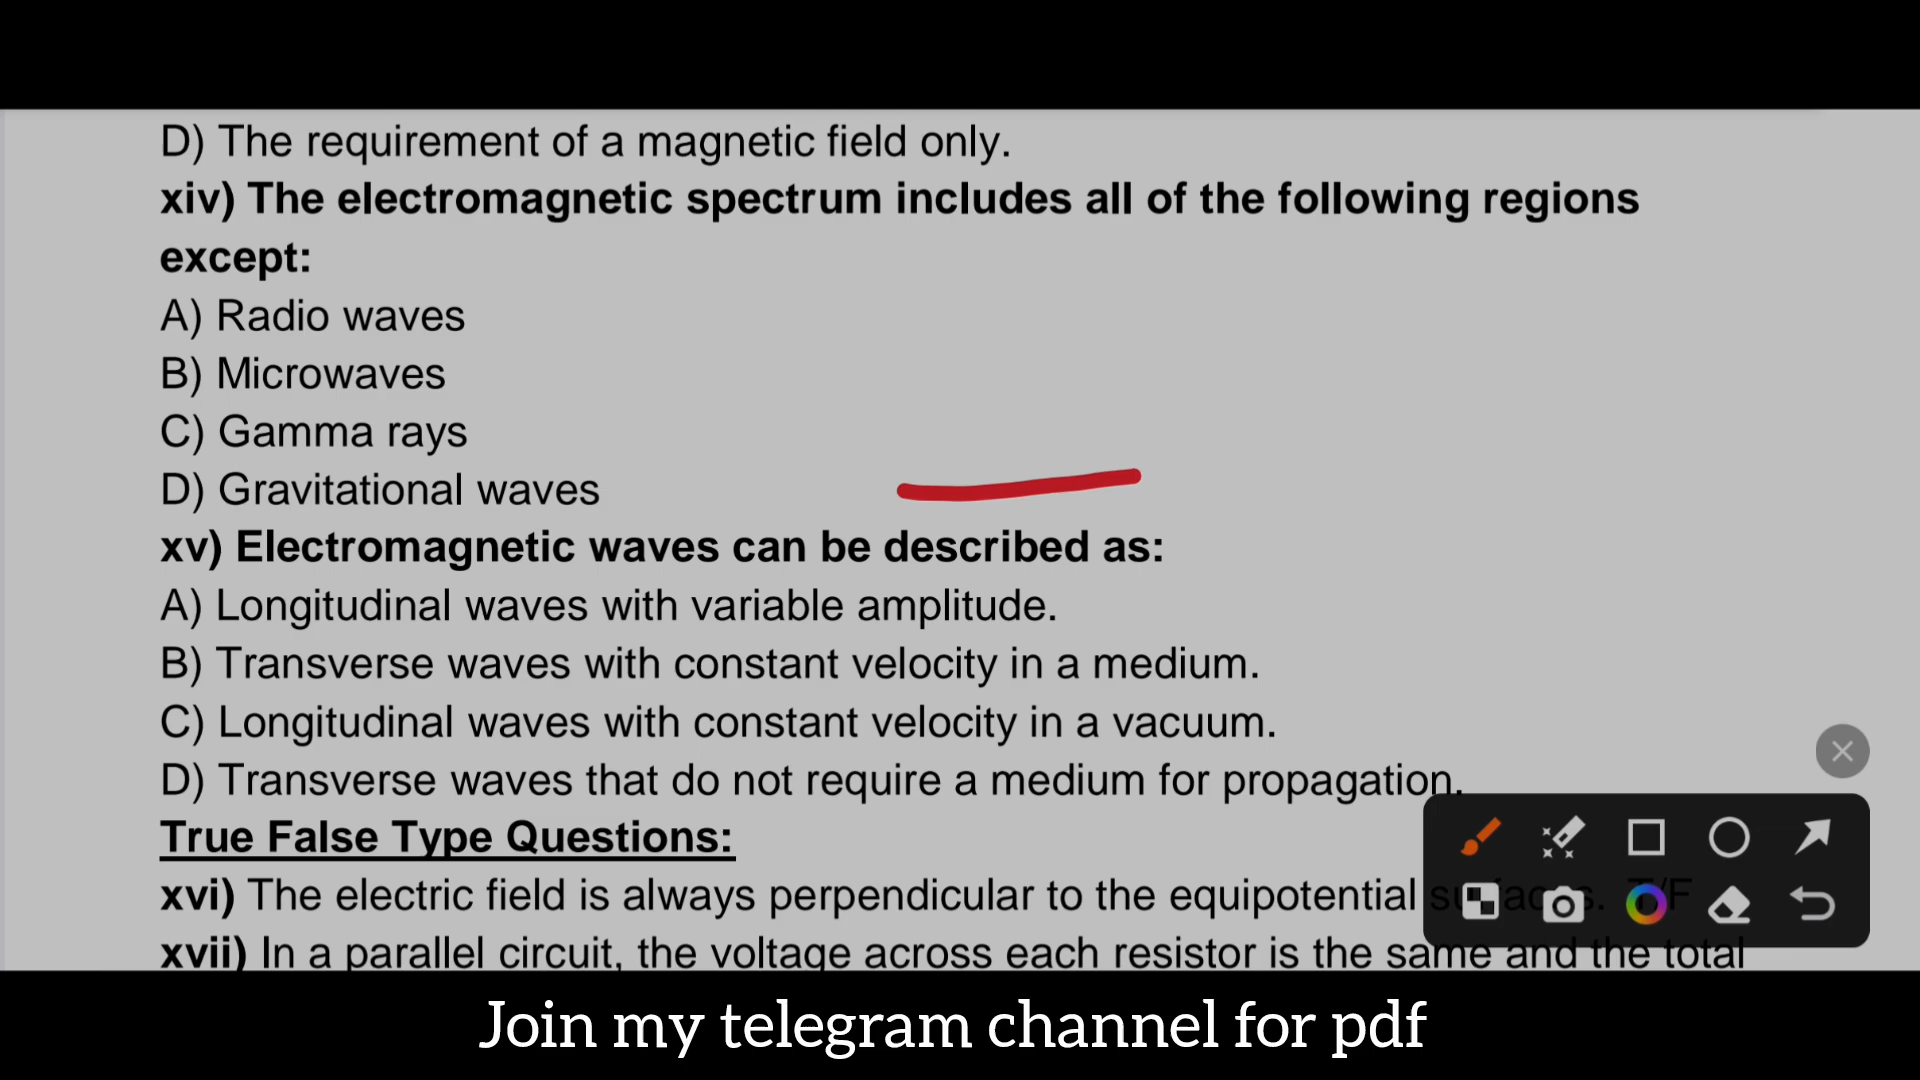 D) The requirement of a magnetic field only.
xiv) The electromagnetic spectrum includes all of the following regions
except:
A) Radio waves
B) Microwaves
C) Gamma rays
D) Gravitational waves
xv) Electromagnetic waves can be described as:
A) Longitudinal waves with variable amplitude.
B) Transverse waves with constant velocity in a medium.
C) Longitudinal waves with constant velocity in a vacuum.
D) Transverse waves that do not require a medium for propagation.
True False Type Questions:
xvi) The electric field is always perpendicular to the equipotential surfaces. T/F
xvii) In a parallel circuit, the voltage across each resistor is the same and the total
Join my telegram channel for pdf